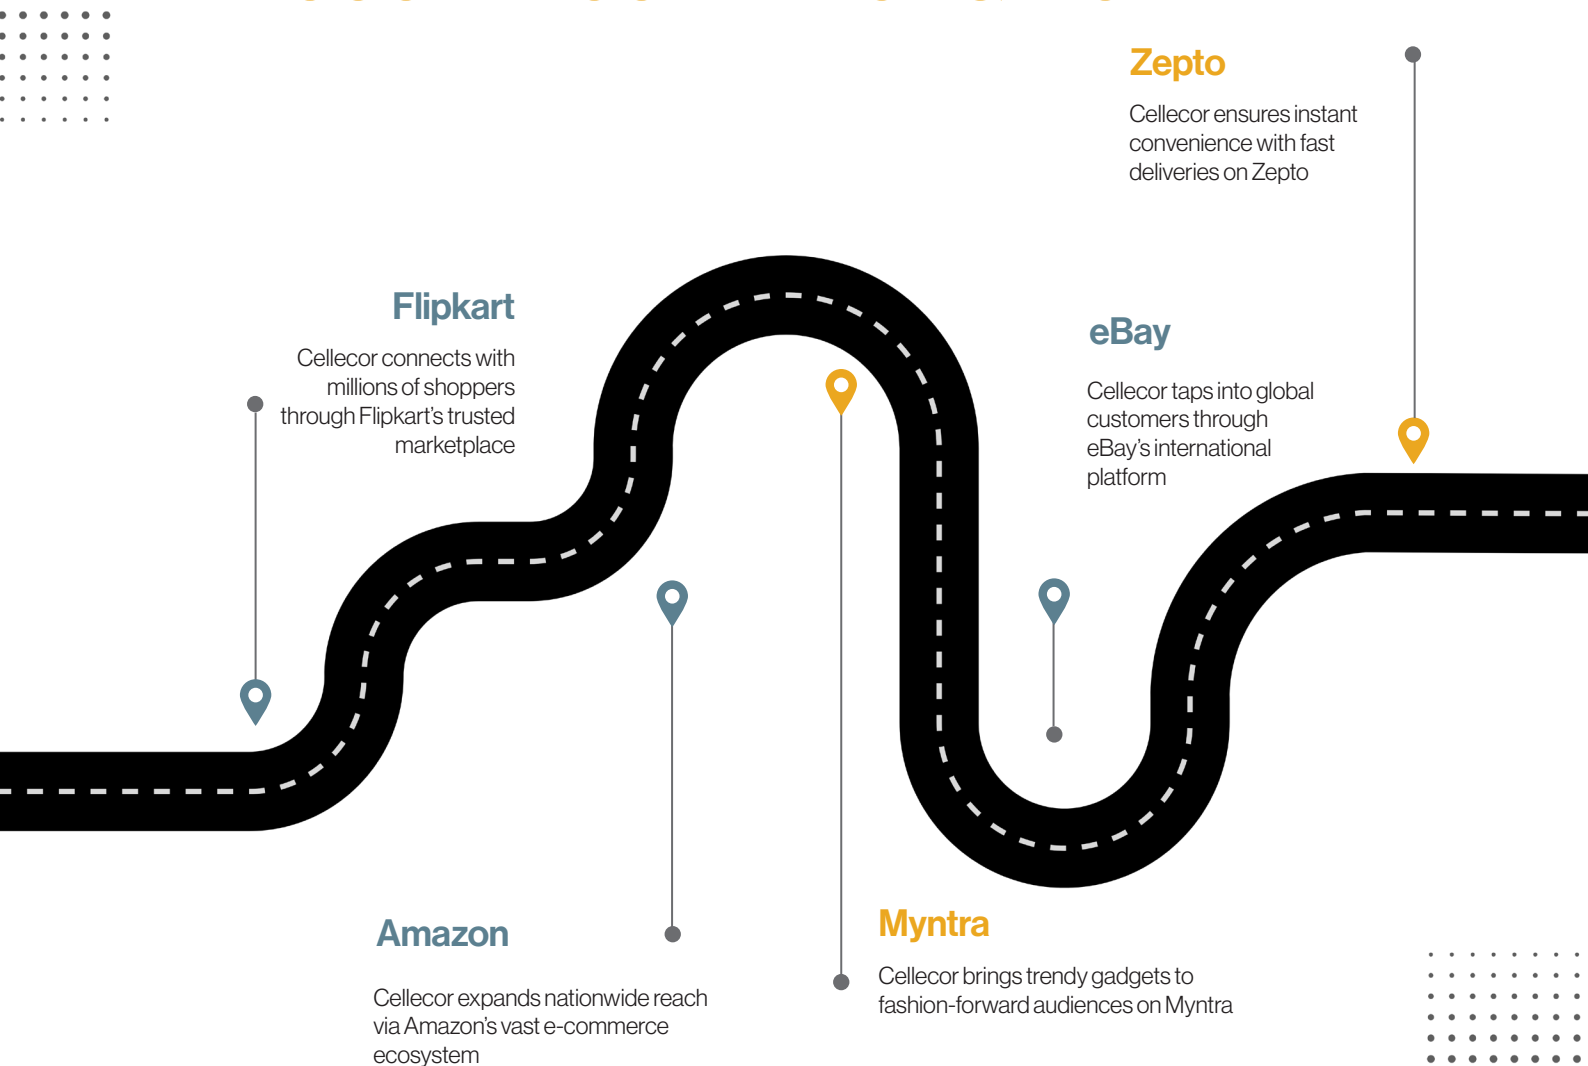 Zepto
Cellecor ensures instant
convenience with fast
deliveries on Zepto
Flipkart
Cellecor connects with
millions of shoppers
through Flipkart's trusted
marketplace
eBay
Cellecor taps into global
customers through
eBay's international
platform
Amazon
Cellecor expands nationwide reach
via Amazon's vast e-commerce
ecosystem
Myntra
Cellecor brings trendy gadgets to
fashion-forward audiences on Myntra